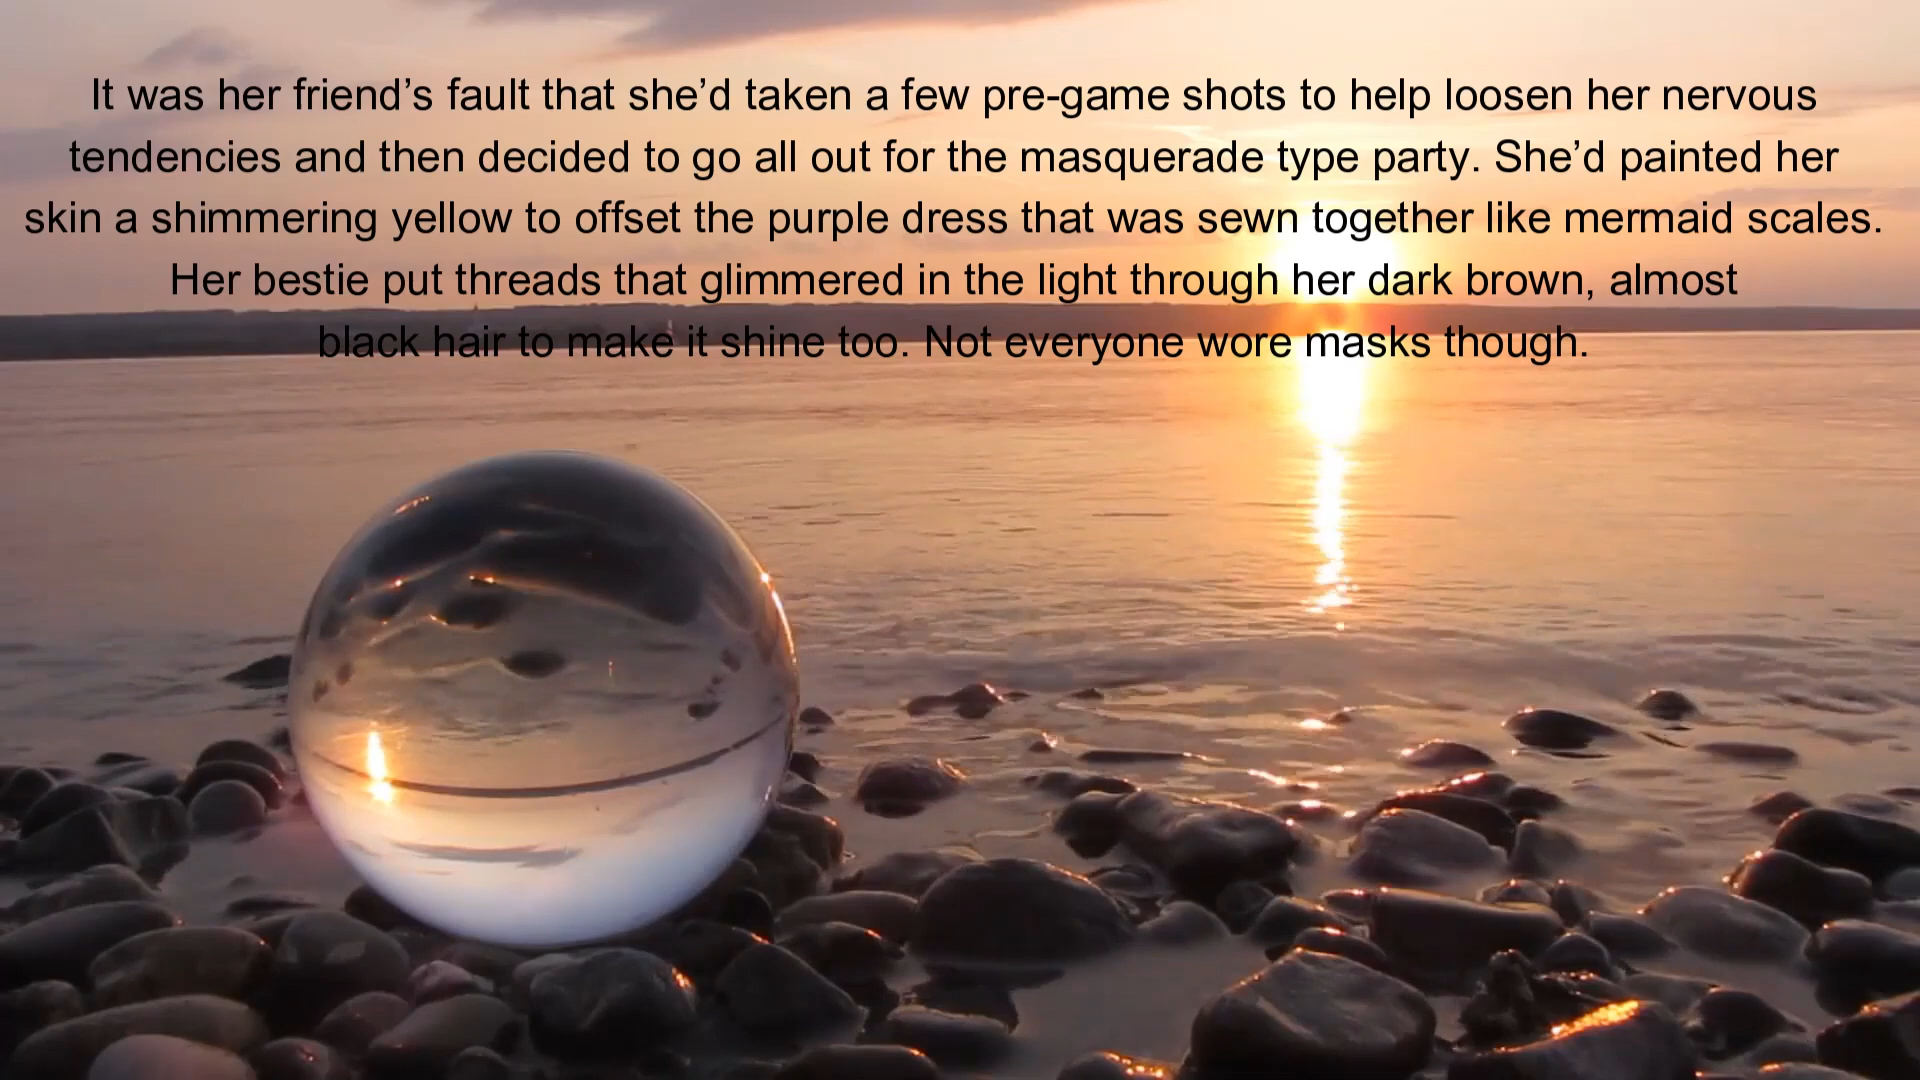 It was her friend’s fault that she’d taken a few pre-game shots to help loosen her nervous
tendencies and then decided to go all out for the masquerade type party. She’d painted her
skin a shimmering yellow to offset the purple dress that was sewn together like mermaid scales.
Her bestie put threads that glimmered in the light through her dark brown, almost
black hair to make it shine too. Not everyone wore masks though.